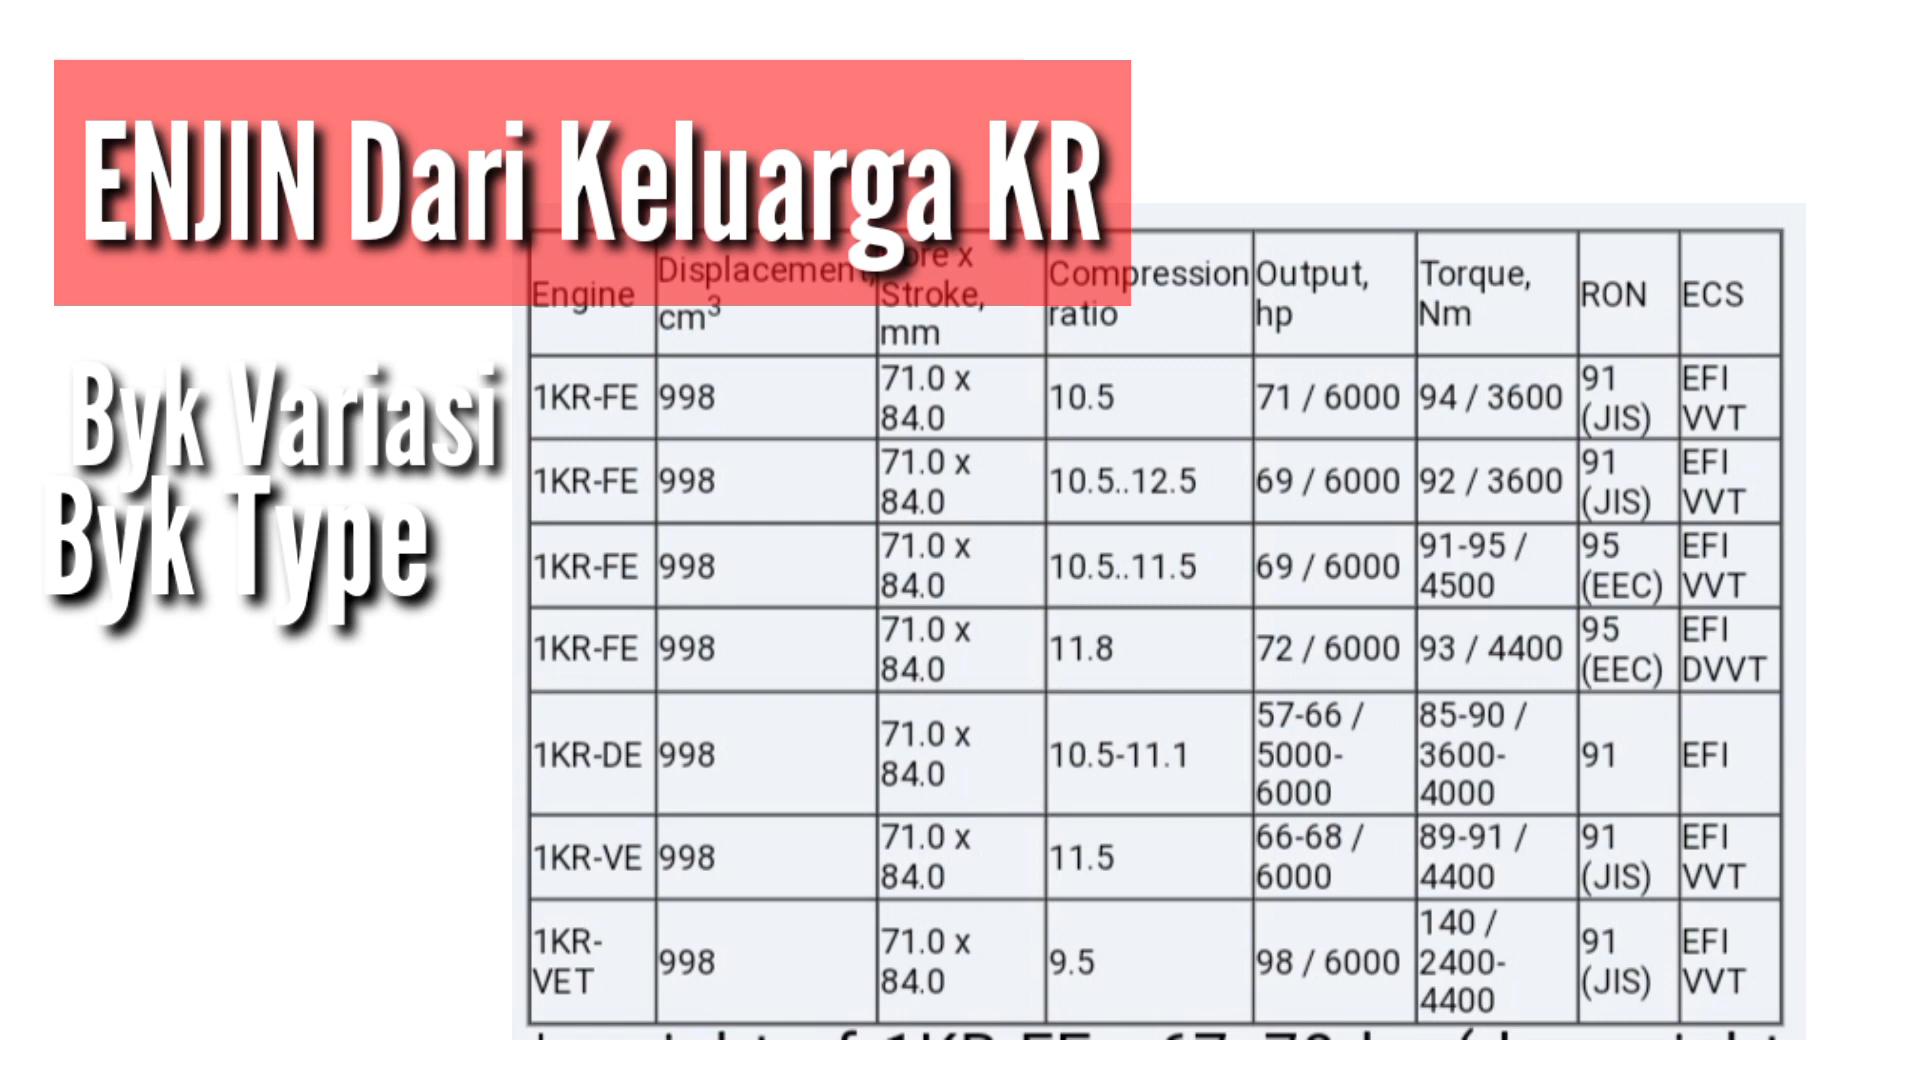 ENJIN Dari Keluarga KR
Byk Variasi
Byk Type
Engine
Displacement,
cm³
Stroke,
mm
Compression
ratio
Output,
hp
Torque,
Nm
RON
ECS
1KR-FE
998
71.0 x
84.0
10.5
71 / 6000
94 / 3600
91
(JIS)
EFI
VVT
1KR-FE
998
71.0 x
84.0
10.5..12.5
69 / 6000
92 / 3600
91
(JIS)
EFI
VVT
1KR-FE
998
71.0 x
84.0
10.5..11.5
69 / 6000
91-95 /
4500
95
(EEC)
EFI
VVT
1KR-FE
998
71.0 x
84.0
11.8
72 / 6000
93 / 4400
95
(EEC)
EFI
DVVT
1KR-DE
998
71.0 x
84.0
10.5-11.1
57-66 /
5000-
6000
85-90 /
3600-
4000
91
EFI
1KR-VE
998
71.0 x
84.0
11.5
66-68 /
6000
89-91 /
4400
91
(JIS)
EFI
VVT
1KR-
VET
998
71.0 x
84.0
9.5
98 / 6000
140 /
2400-
4400
91
(JIS)
EFI
VVT